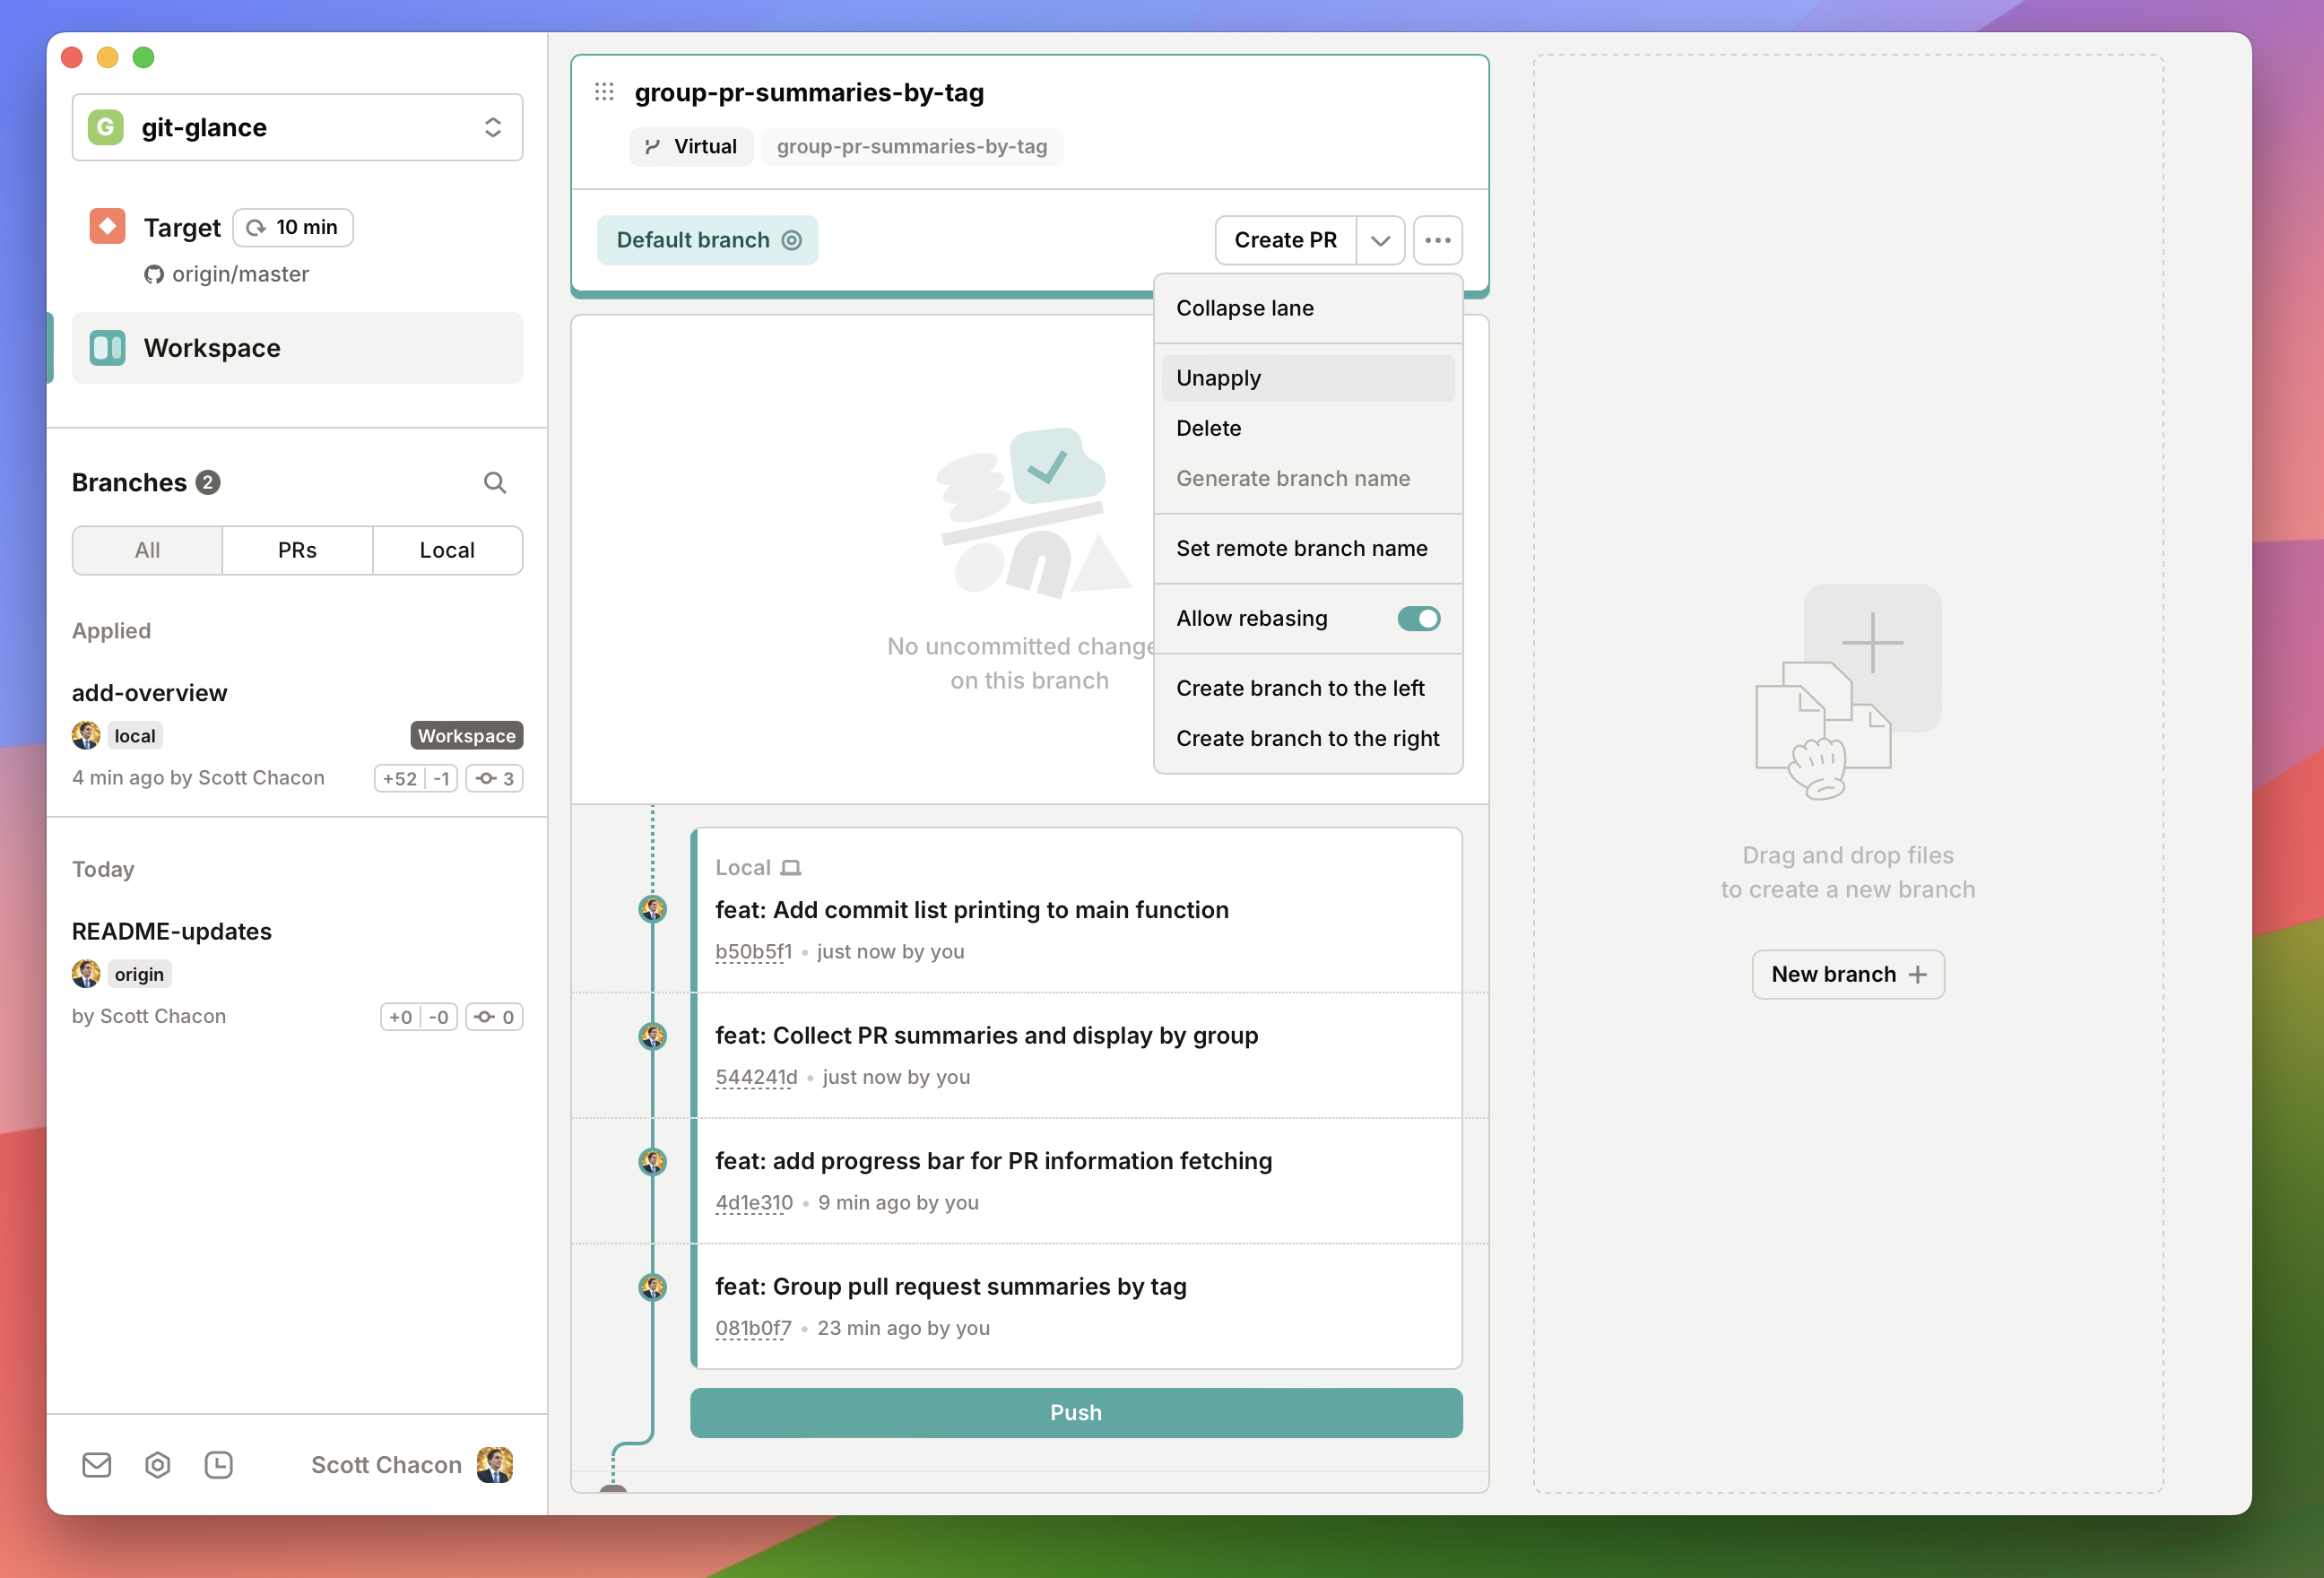 G git-glance
Target 10 min
origin/master
Workspace
Branches 2
All PRs Local
Applied
add-overview
local Workspace
4 min ago by Scott Chacon +52 -1 3
Today
README-updates
origin
by Scott Chacon +0 -0 0
Scott Chacon
group-pr-summaries-by-tag
Virtual group-pr-summaries-by-tag
Default branch Create PR
Collapse lane
Unapply
Delete
Generate branch name
Set remote branch name
Allow rebasing
Create branch to the left
Create branch to the right
No uncommitted change
on this branch
Local
feat: Add commit list printing to main function
b50b5f1 • just now by you
feat: Collect PR summaries and display by group
544241d • just now by you
feat: add progress bar for PR information fetching
4d1e310 • 9 min ago by you
feat: Group pull request summaries by tag
081b0f7 • 23 min ago by you
Push
Drag and drop files
to create a new branch
New branch